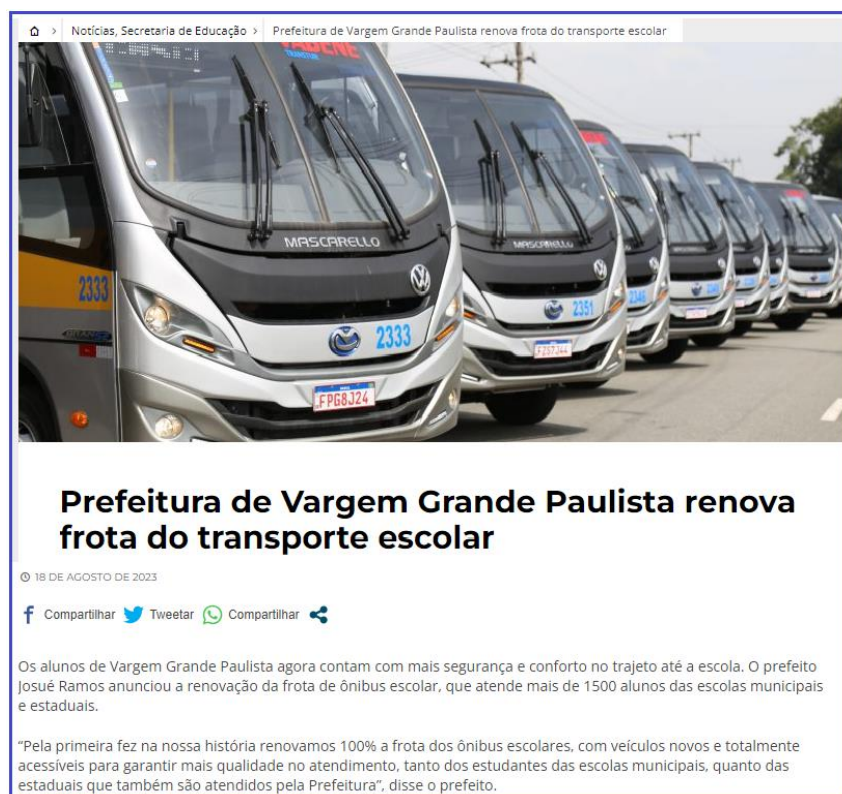 Notícias, Secretaria de Educação > Prefeitura de Vargem Grande Paulista renova frota do transporte escolar
MASCARELLO
MASCARELLO
2333
2333
2351
FPG8J24
Prefeitura de Vargem Grande Paulista renova
frota do transporte escolar
18 DE AGOSTO DE 2023
Compartilhar Tweetar Compartilhar
Os alunos de Vargem Grande Paulista agora contam com mais segurança e conforto no trajeto até a escola. O prefeito
Josué Ramos anunciou a renovação da frota de ônibus escolar, que atende mais de 1500 alunos das escolas municipais
e estaduais.
“Pela primeira fez na nossa história renovamos 100% a frota dos ônibus escolares, com veículos novos e totalmente
acessíveis para garantir mais qualidade no atendimento, tanto dos estudantes das escolas municipais, quanto das
estaduais que também são atendidos pela Prefeitura”, disse o prefeito.